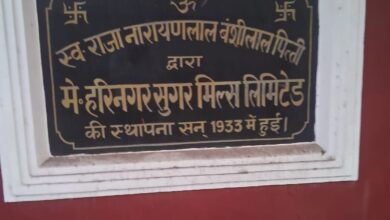 ॐ
स्व. राजा नारायणलाल बंशीलाल पित्ती
द्वारा
मे. हरिनगर सुगर मिल्स लिमिटेड
की स्थापना सन् 1933 में हुई।